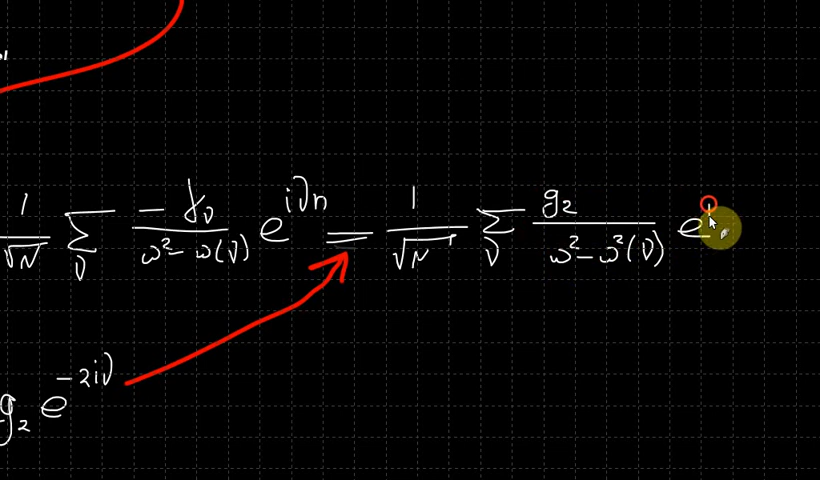 1/√N Σ_ν −γ_ν / ω² − ω(ν) e^{iνn} = 1/√N Σ_ν g₂ / ω² − ω²(ν) e^{i
g₂ e^{−2iν}